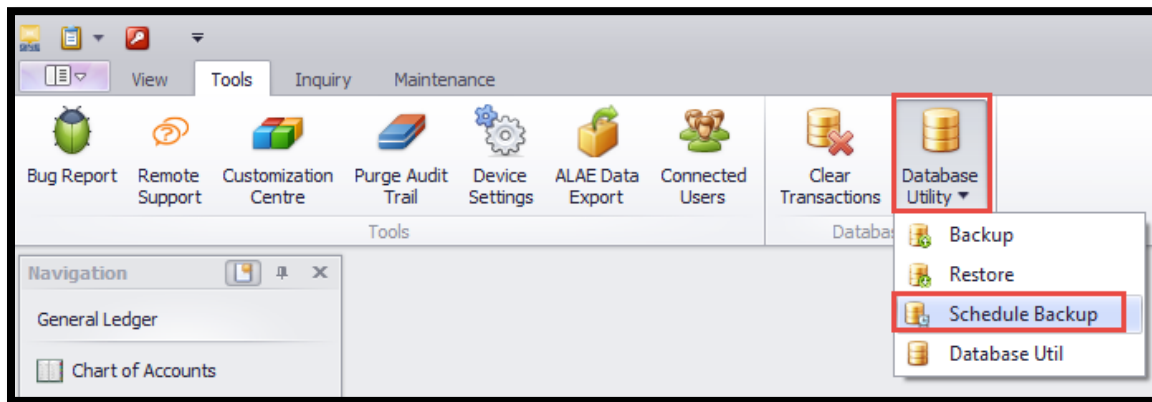 View
Tools
Inquiry
Maintenance
Bug Report
Remote
Support
Customization
Centre
Purge Audit
Trail
Device
Settings
ALAE Data
Export
Connected
Users
Clear
Transactions
Database
Utility
Tools
Databa
Backup
Restore
Schedule Backup
Database Util
Navigation
General Ledger
Chart of Accounts